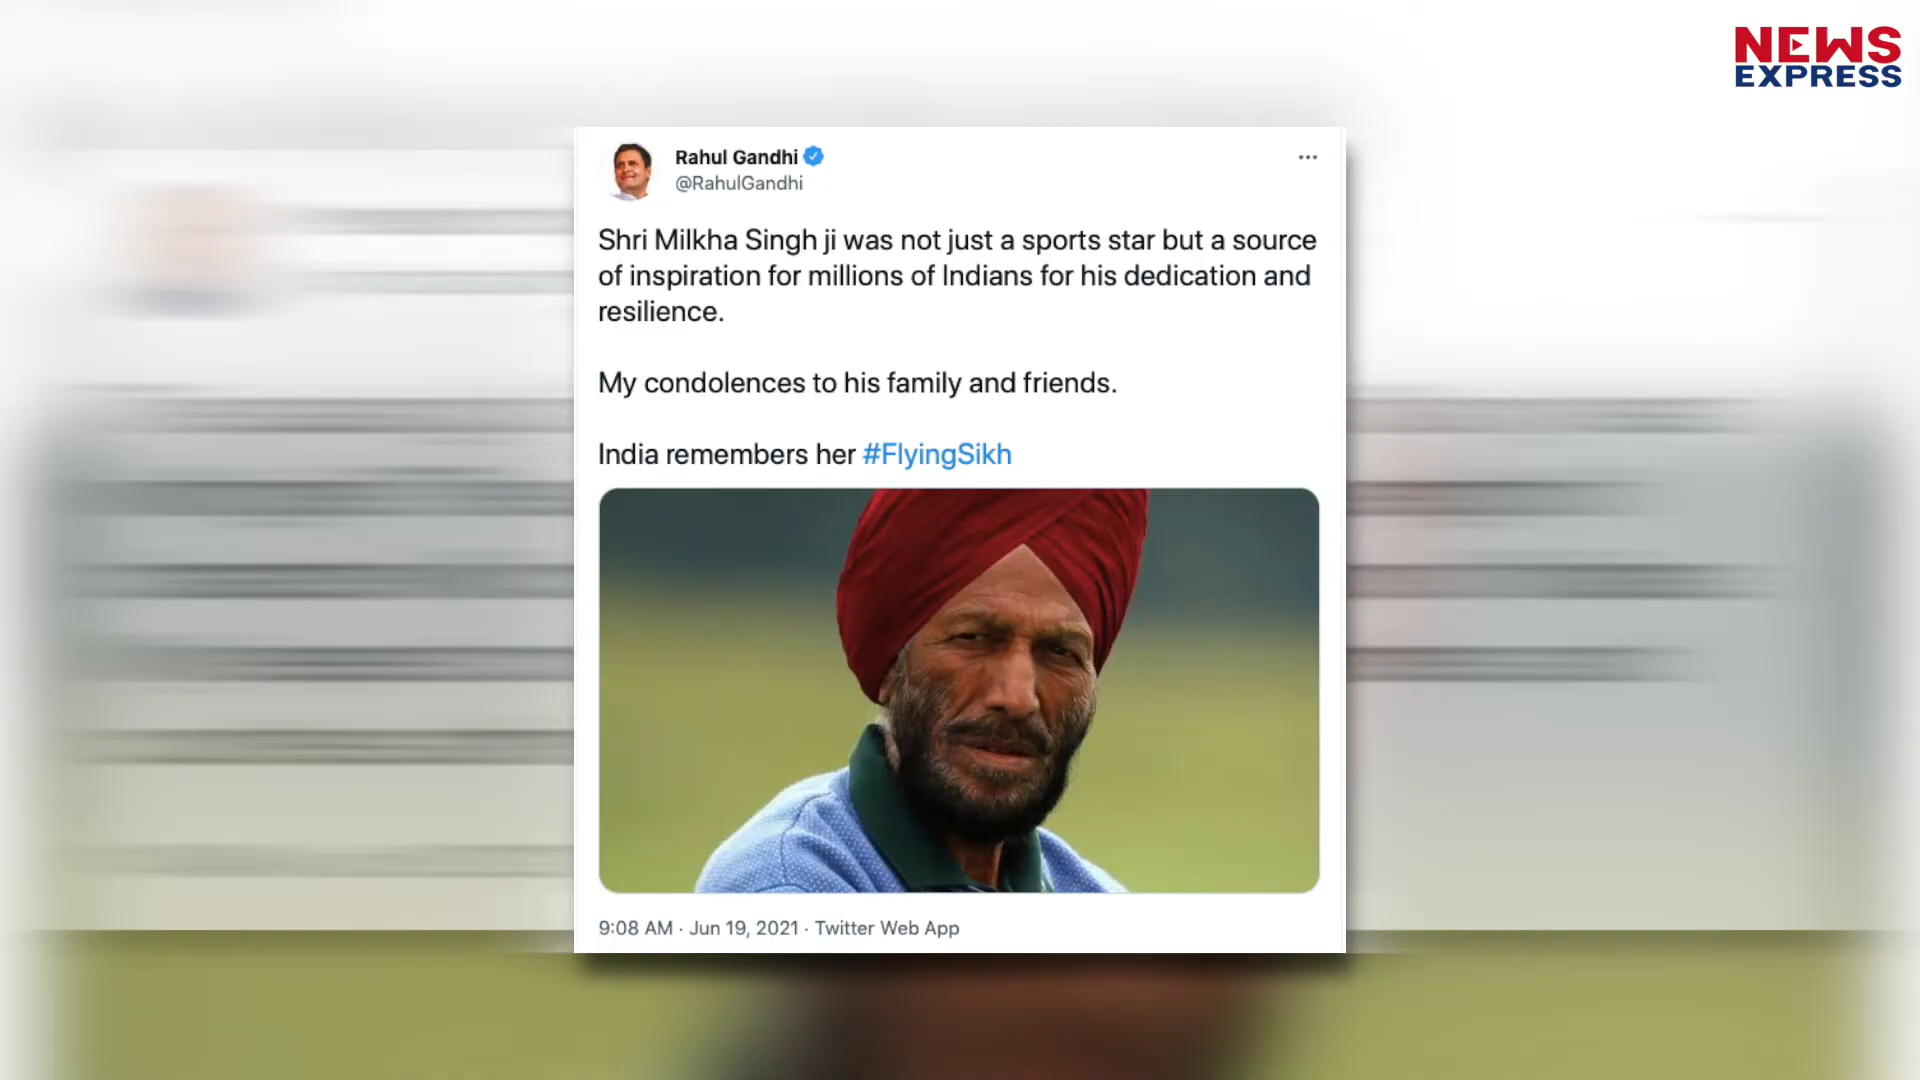 NEWS
EXPRESS
Rahul Gandhi
@RahulGandhi
Shri Milkha Singh ji was not just a sports star but a source
of inspiration for millions of Indians for his dedication and
resilience.
My condolences to his family and friends.
India remembers her #FlyingSikh
9:08 AM · Jun 19, 2021 · Twitter Web App